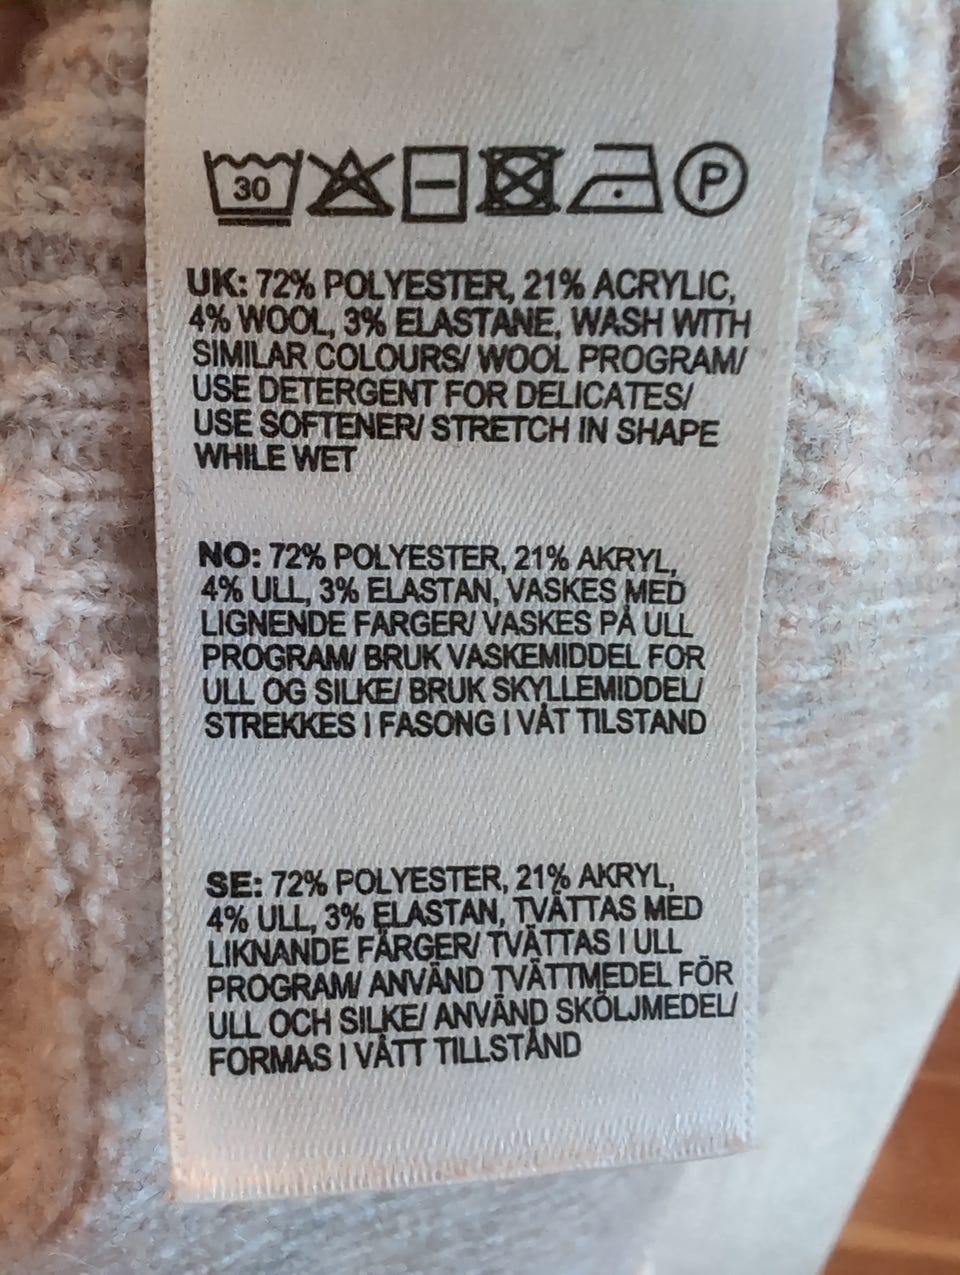 30 P
UK: 72% POLYESTER, 21% ACRYLIC,
4% WOOL, 3% ELASTANE, WASH WITH
SIMILAR COLOURS/ WOOL PROGRAM/
USE DETERGENT FOR DELICATES/
USE SOFTENER/ STRETCH IN SHAPE
WHILE WET
NO: 72% POLYESTER, 21% AKRYL,
4% ULL, 3% ELASTAN, VASKES MED
LIGNENDE FARGER/ VASKES PÅ ULL
PROGRAM/ BRUK VASKEMIDDEL FOR
ULL OG SILKE/ BRUK SKYLLEMIDDEL/
STREKKES I FASONG I VÅT TILSTAND
SE: 72% POLYESTER, 21% AKRYL,
4% ULL, 3% ELASTAN, TVÄTTAS MED
LIKNANDE FÄRGER/ TVÄTTAS I ULL
PROGRAM/ ANVÄND TVÄTTMEDEL FÖR
ULL OCH SILKE/ ANVÄND SKÖLJMEDEL/
FORMAS I VÅTT TILLSTÅND